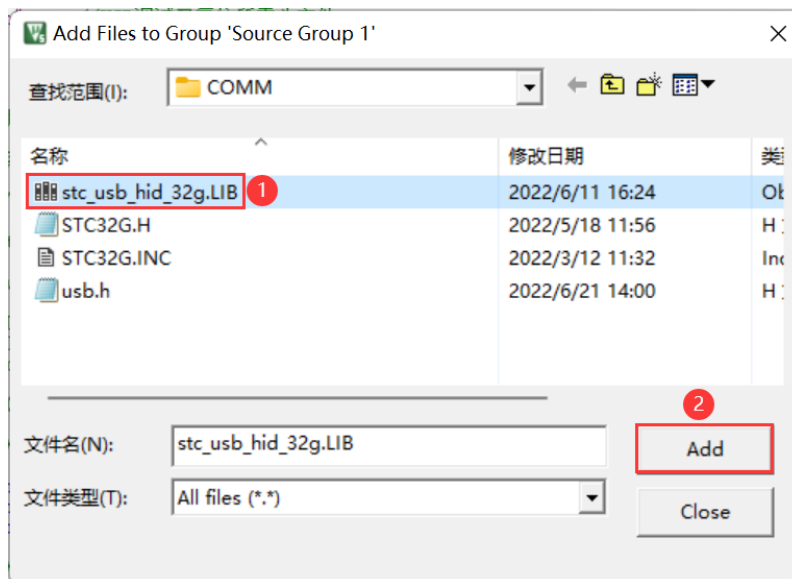 Add Files to Group 'Source Group 1'
查找范围(I): COMM
名称 修改日期
stc_usb_hid_32g.LIB 1 2022/6/11 16:24
STC32G.H 2022/5/18 11:56 H
STC32G.INC 2022/3/12 11:32
usb.h 2022/6/21 14:00 H
2
文件名(N): stc_usb_hid_32g.LIB Add
文件类型(T): All files (*.*) Close